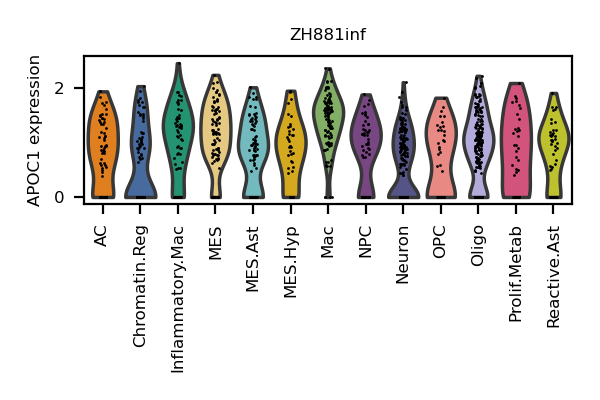 ZH881inf
APOC1 expression
2
0
AC
Chromatin.Reg
Inflammatory.Mac
MES
MES.Ast
MES.Hyp
Mac
NPC
Neuron
OPC
Oligo
Prolif.Metab
Reactive.Ast